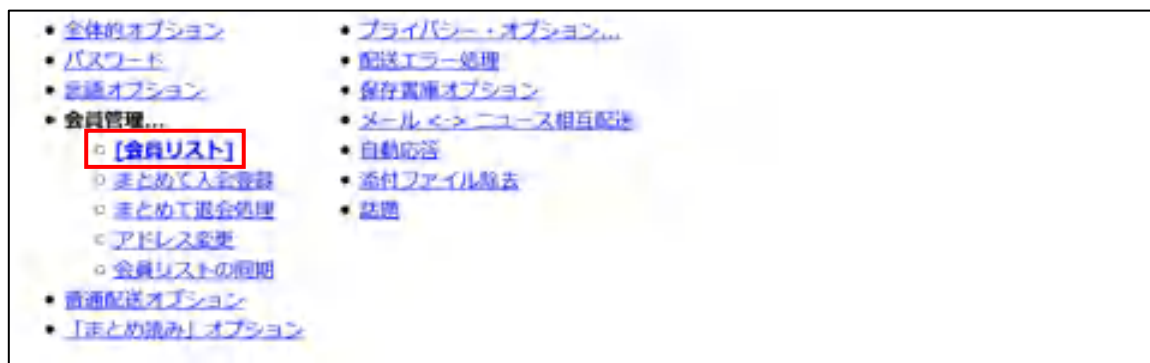 全体的オプション
パスワード
言語オプション
会員管理...
[会員リスト]
まとめて入会登録
まとめて退会処理
アドレス変更
会員リストの同期
普通配送オプション
「まとめ読み」オプション
プライバシー・オプション...
配送エラー処理
保存書庫オプション
メール <-> ニュース相互配送
自動応答
添付ファイル除去
話題